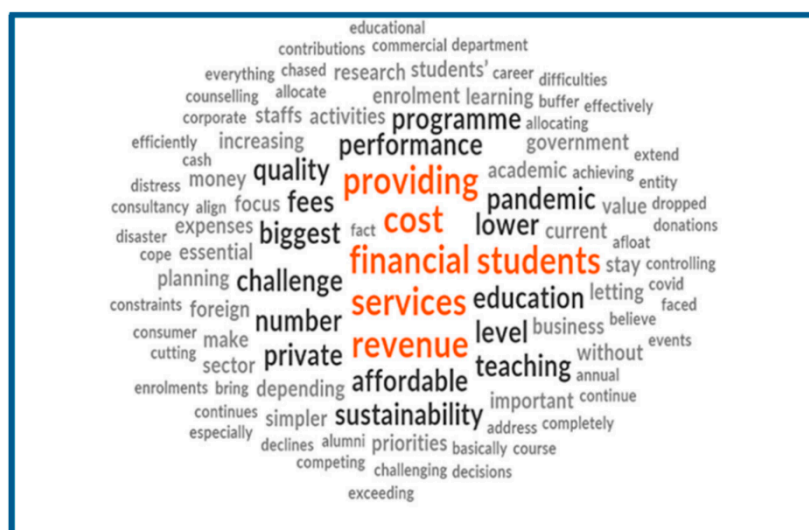 educational
contributions commercial department
everything chased research students' career difficulties
counselling allocate enrolment learning buffer effectively
corporate staffs activities programme allocating
efficiently increasing performance government
cash extend
distress money quality providing academic achieving entity
consultancy align focus fees pandemic value dropped
expenses fact cost lower current donations
disaster biggest afloat
cope essential financial students stay controlling
planning challenge services education letting covid
constraints foreign faced
consumer make number level business believe
cutting private revenue without events
sector teaching annual
enrolments bring depending affordable important continue
continues simpler sustainability address completely
especially declines alumni priorities basically course
competing challenging decisions
exceeding